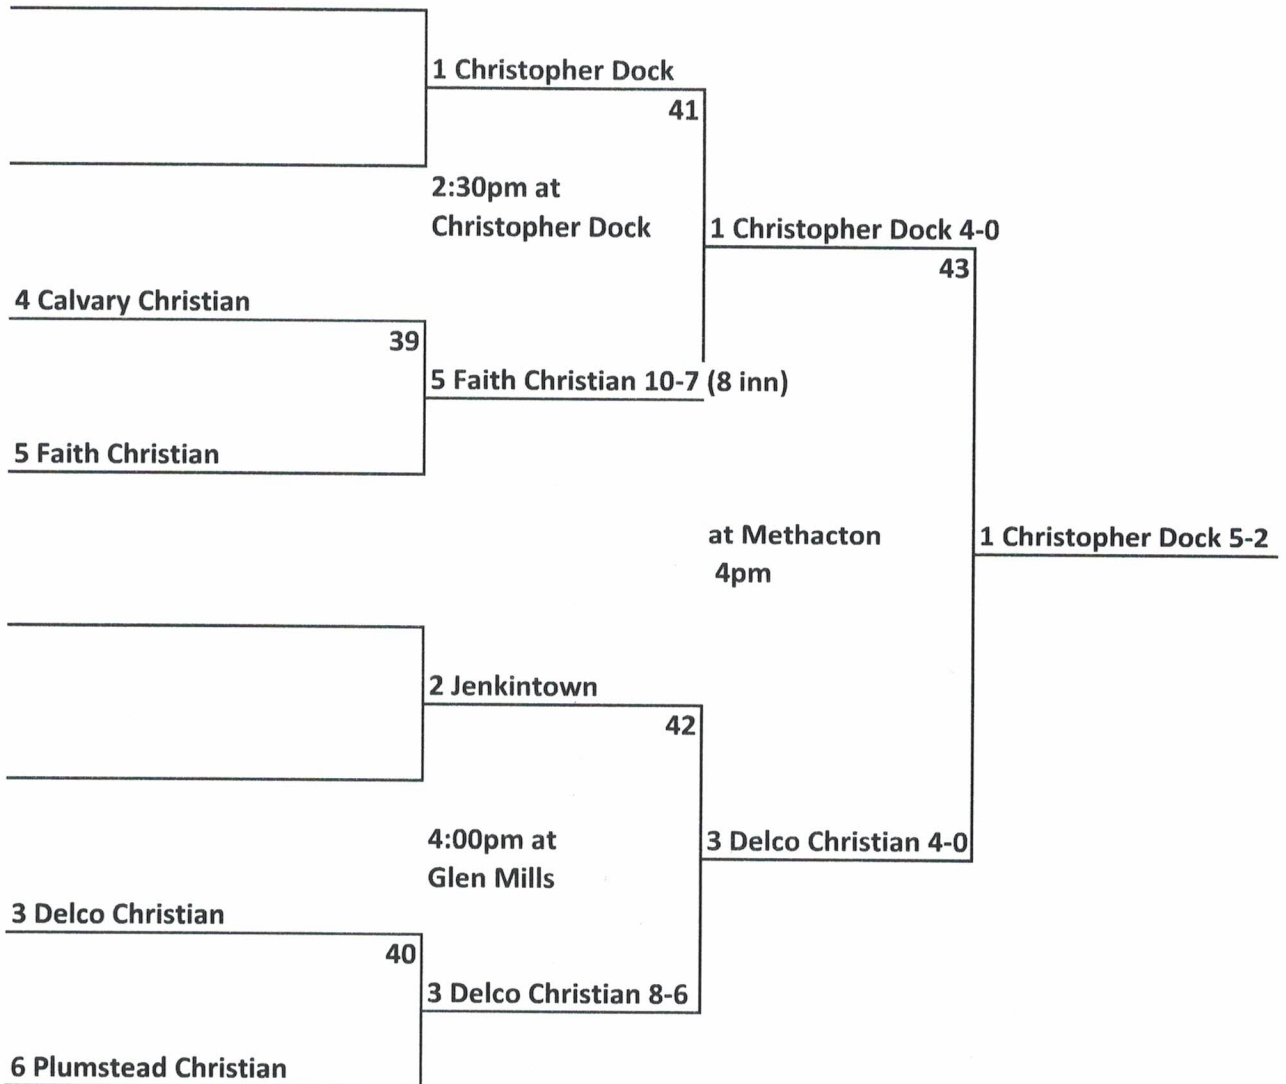 1 Christopher Dock
41
2:30pm at
Christopher Dock
1 Christopher Dock 4-0
43
4 Calvary Christian
39
5 Faith Christian 10-7 (8 inn)
5 Faith Christian
at Methacton
4pm
1 Christopher Dock 5-2
2 Jenkintown
42
4:00pm at
Glen Mills
3 Delco Christian 4-0
3 Delco Christian
40
3 Delco Christian 8-6
6 Plumstead Christian